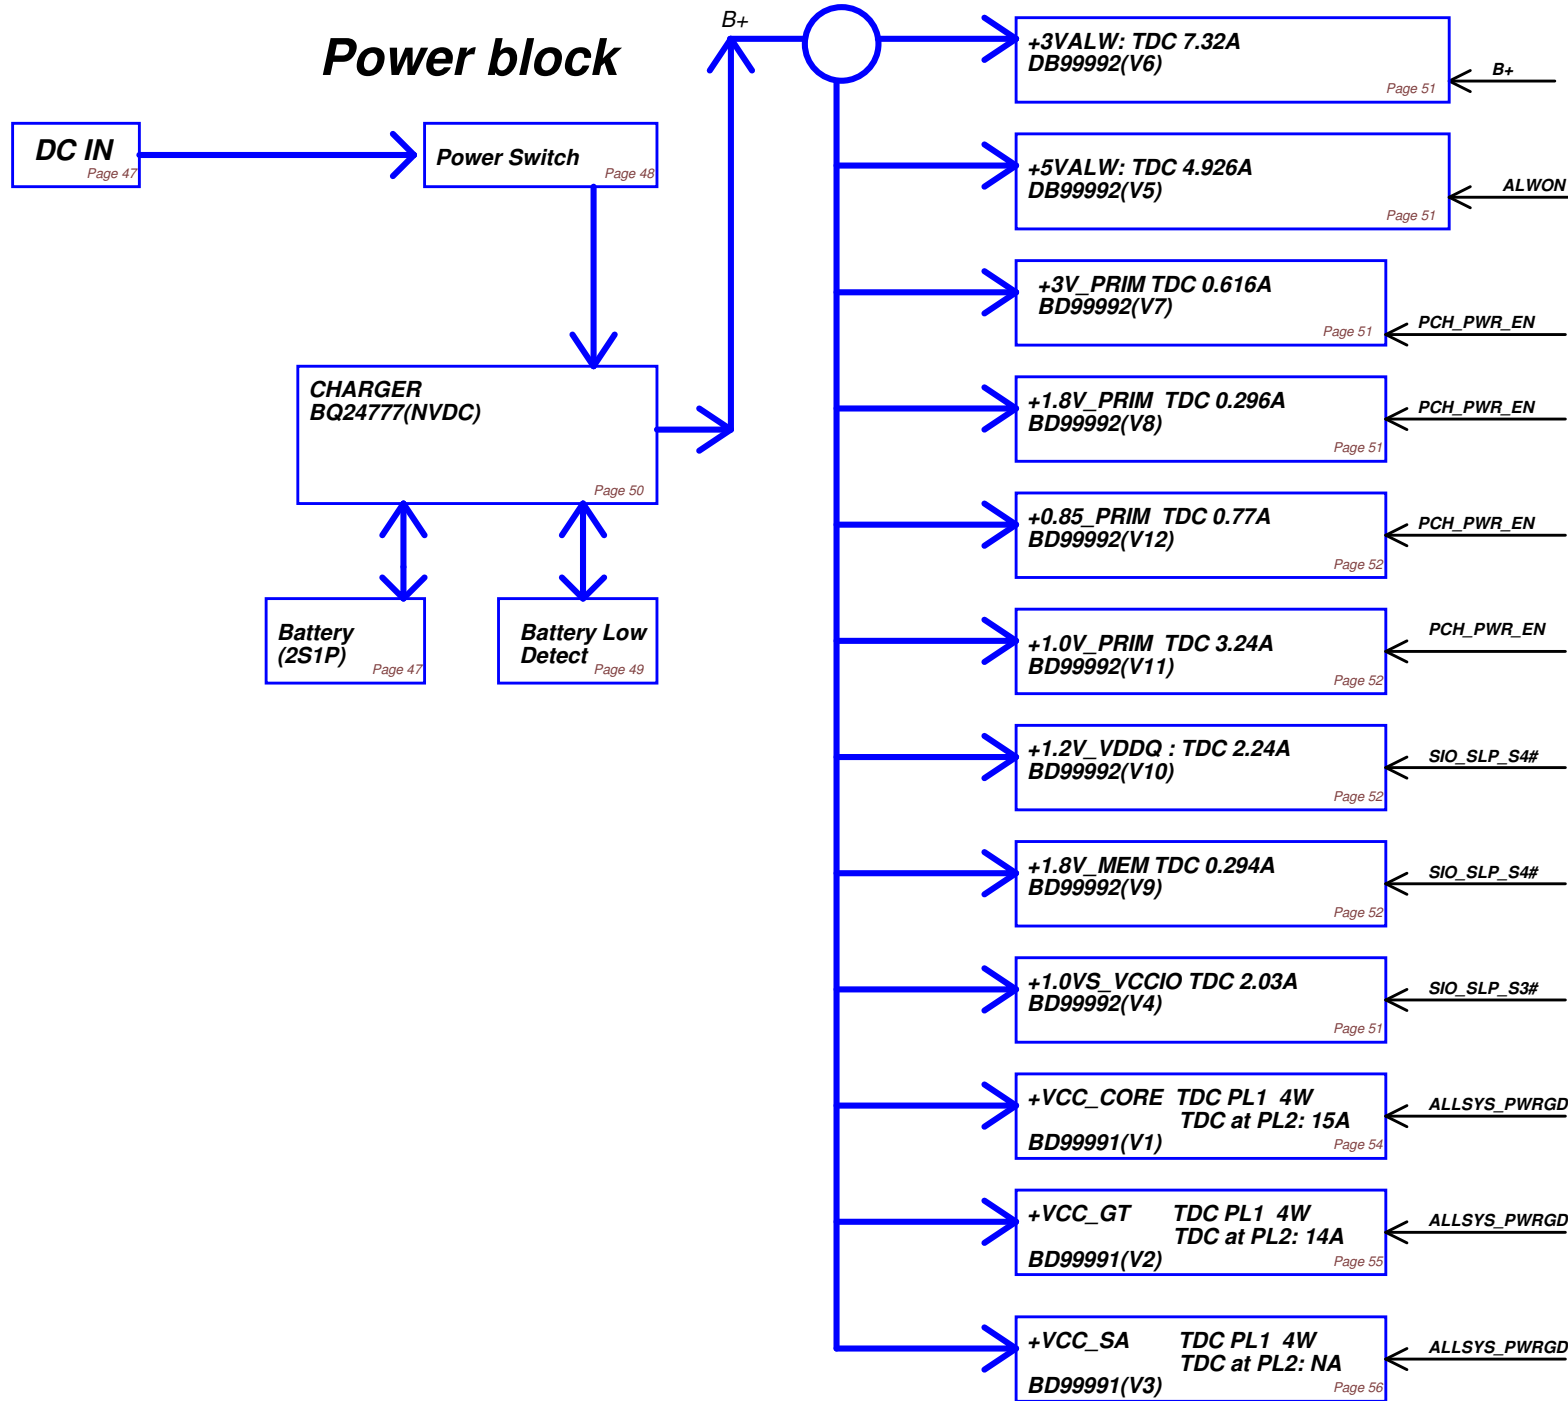 Power block
DC IN
Page 47
Power Switch
Page 48
CHARGER
BQ24777(NVDC)
Page 50
Battery
(2S1P)
Page 47
Battery Low
Detect
Page 49
B+
+3VALW: TDC 7.32A
DB99992(V6)
Page 51
B+
+5VALW: TDC 4.926A
DB99992(V5)
Page 51
ALWON
+3V_PRIM TDC 0.616A
BD99992(V7)
Page 51
PCH_PWR_EN
+1.8V_PRIM TDC 0.296A
BD99992(V8)
Page 51
PCH_PWR_EN
+0.85_PRIM TDC 0.77A
BD99992(V12)
Page 52
PCH_PWR_EN
+1.0V_PRIM TDC 3.24A
BD99992(V11)
Page 52
PCH_PWR_EN
+1.2V_VDDQ : TDC 2.24A
BD99992(V10)
Page 52
SIO_SLP_S4#
+1.8V_MEM TDC 0.294A
BD99992(V9)
Page 52
SIO_SLP_S4#
+1.0VS_VCCIO TDC 2.03A
BD99992(V4)
Page 51
SIO_SLP_S3#
+VCC_CORE TDC PL1 4W
TDC at PL2: 15A
BD99991(V1)
Page 54
ALLSYS_PWRGD
+VCC_GT TDC PL1 4W
TDC at PL2: 14A
BD99991(V2)
Page 55
ALLSYS_PWRGD
+VCC_SA TDC PL1 4W
TDC at PL2: NA
BD99991(V3)
Page 56
ALLSYS_PWRGD